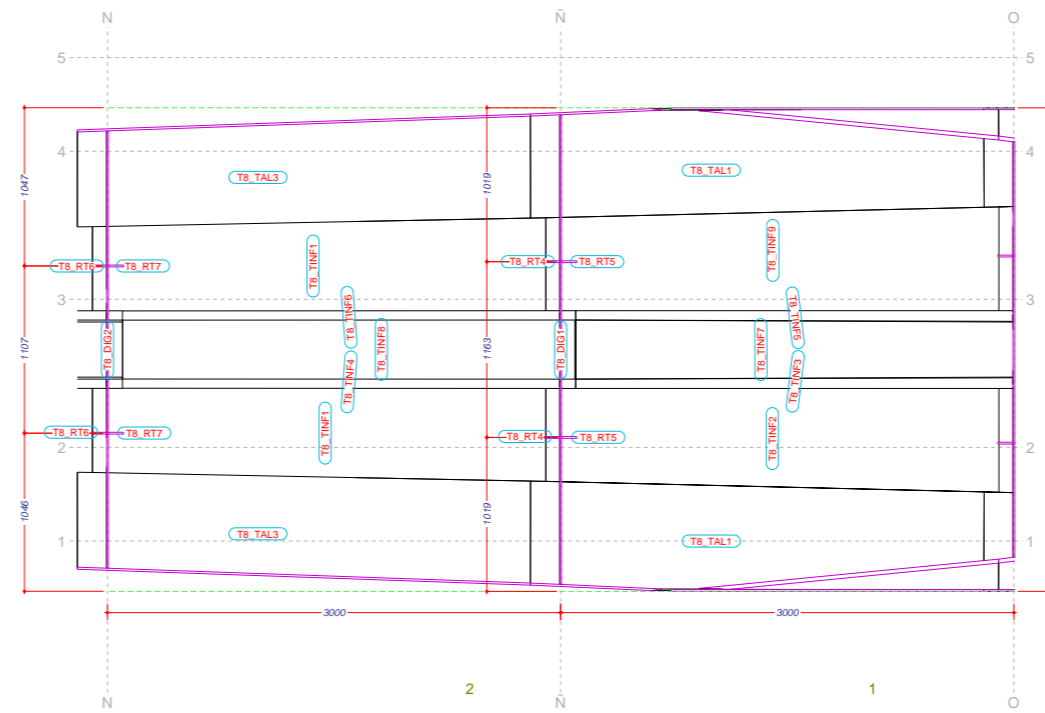 N Ñ O
5 5
4 4
T8_TAL3 T8_TAL1
1047 1019
T8_TINF1 T8_TINF9
T8_RT6 T8_RT7 T8_RT4 T8_RT5
3 3
T8_TINF6 T8_TINF5
T8_DIG2 T8_TINF8 T8_DIG1 T8_TINF7
1107 1163
T8_TINF4 T8_TINF3
T8_TINF1 T8_TINF2
T8_RT6 T8_RT7 T8_RT4 T8_RT5
2 2
1046 1019
T8_TAL3 T8_TAL1
1 1
3000 3000
2 1
N Ñ O